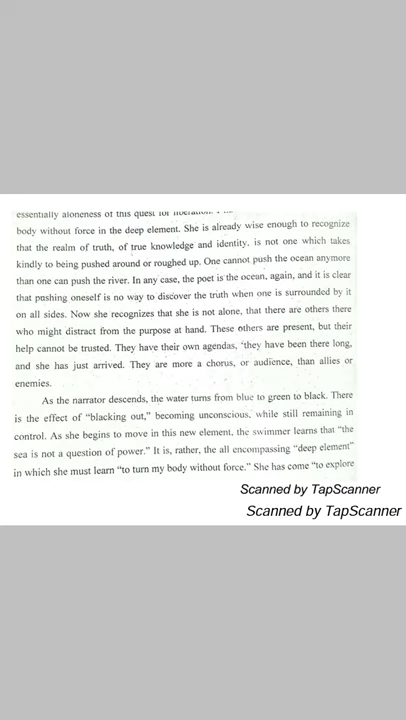 essentially aloneness of this quest for liberation.
body without force in the deep element. She is already wise enough to recognize
that the realm of truth, of true knowledge and identity, is not one which takes
kindly to being pushed around or roughed up. One cannot push the ocean anymore
than one can push the river. In any case, the poet is the ocean, again, and it is clear
that pushing oneself is no way to discover the truth when one is surrounded by it
on all sides. Now she recognizes that she is not alone, that there are others there
who might distract from the purpose at hand. These others are present, but their
help cannot be trusted. They have their own agendas, 'they have been there long,
and she has just arrived. They are more a chorus, or audience, than allies or
enemies.
As the narrator descends, the water turns from blue to green to black. There
is the effect of "blacking out," becoming unconscious, while still remaining in
control. As she begins to move in this new element, the swimmer learns that "the
sea is not a question of power." It is, rather, the all encompassing "deep element"
in which she must learn "to turn my body without force." She has come "to explore
Scanned by TapScanner
Scanned by TapScanner